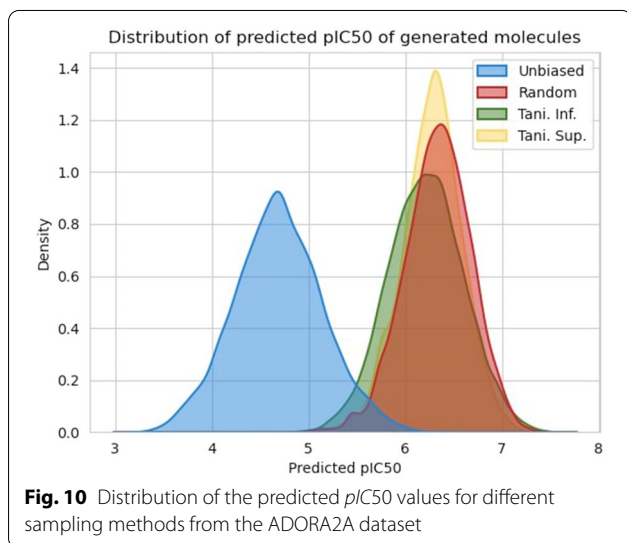 Distribution of predicted pIC50 of generated molecules
Unbiased
Random
Tani. Inf.
Tani. Sup.
Density
1.4
1.2
1.0
0.8
0.6
0.4
0.2
0.0
3 4 5 6 7 8
Predicted pIC50
Fig. 10 Distribution of the predicted pIC50 values for different
sampling methods from the ADORA2A dataset